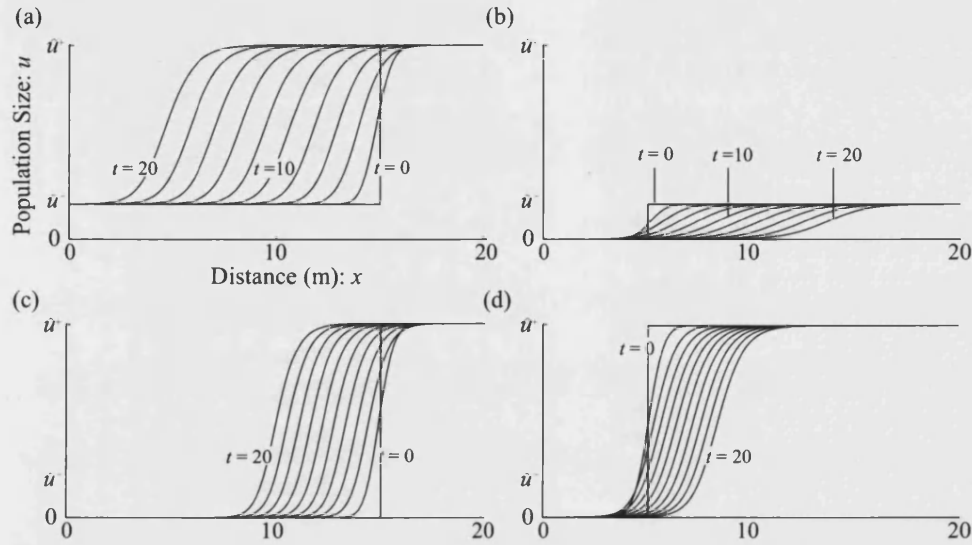 (a)
û⁺
Population Size: u
t = 20
t = 10
t = 0
û⁻
0
0
10
20
Distance (m): x
(b)
û⁺
t = 0
t = 10
t = 20
û⁻
0
0
10
20
(c)
û⁺
t = 20
t = 0
û⁻
0
0
10
20
(d)
û⁺
t = 0
t = 20
û⁻
0
0
10
20